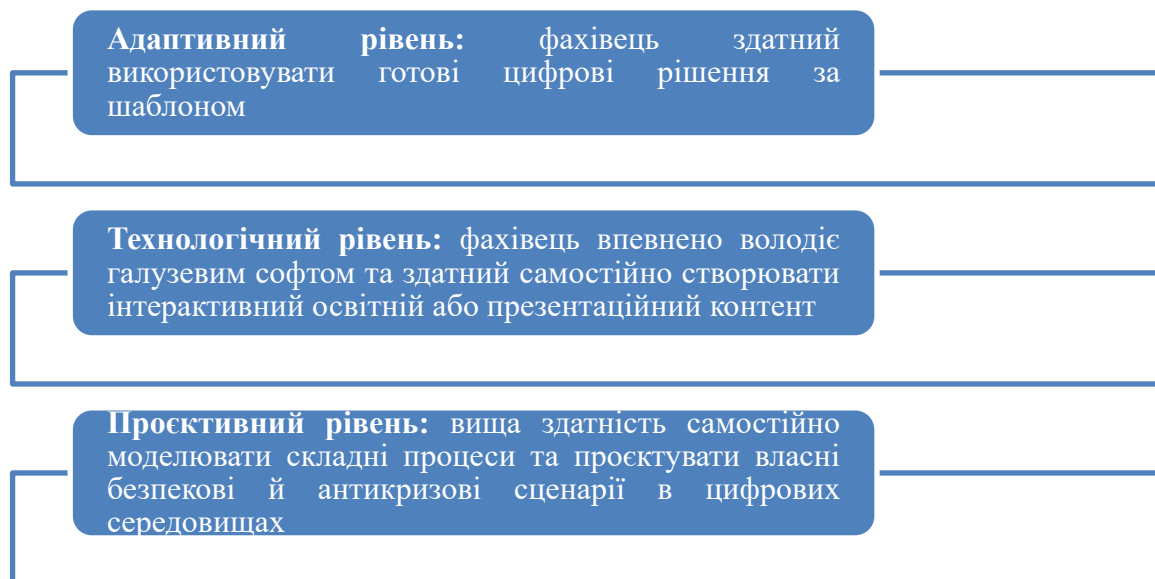 Адаптивний рівень: фахівець здатний
використовувати готові цифрові рішення за
шаблоном
Технологічний рівень: фахівець впевнено володіє
галузевим софтом та здатний самостійно створювати
інтерактивний освітній або презентаційний контент
Проєктивний рівень: вища здатність самостійно
моделювати складні процеси та проєктувати власні
безпекові й антикризові сценарії в цифрових
середовищах